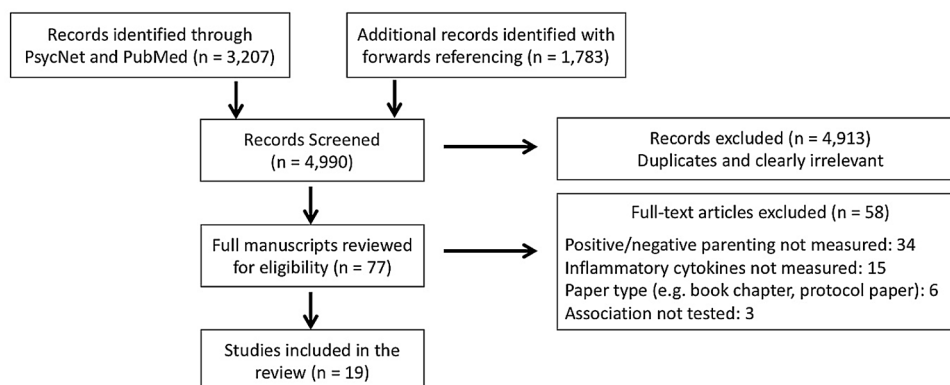 Records identified through
PsycNet and PubMed (n = 3,207)
Additional records identified with
forwards referencing (n = 1,783)
Records Screened
(n = 4,990)
Records excluded (n = 4,913)
Duplicates and clearly irrelevant
Full manuscripts reviewed
for eligibility (n = 77)
Full-text articles excluded (n = 58)
Positive/negative parenting not measured: 34
Inflammatory cytokines not measured: 15
Paper type (e.g. book chapter, protocol paper): 6
Association not tested: 3
Studies included in the
review (n = 19)